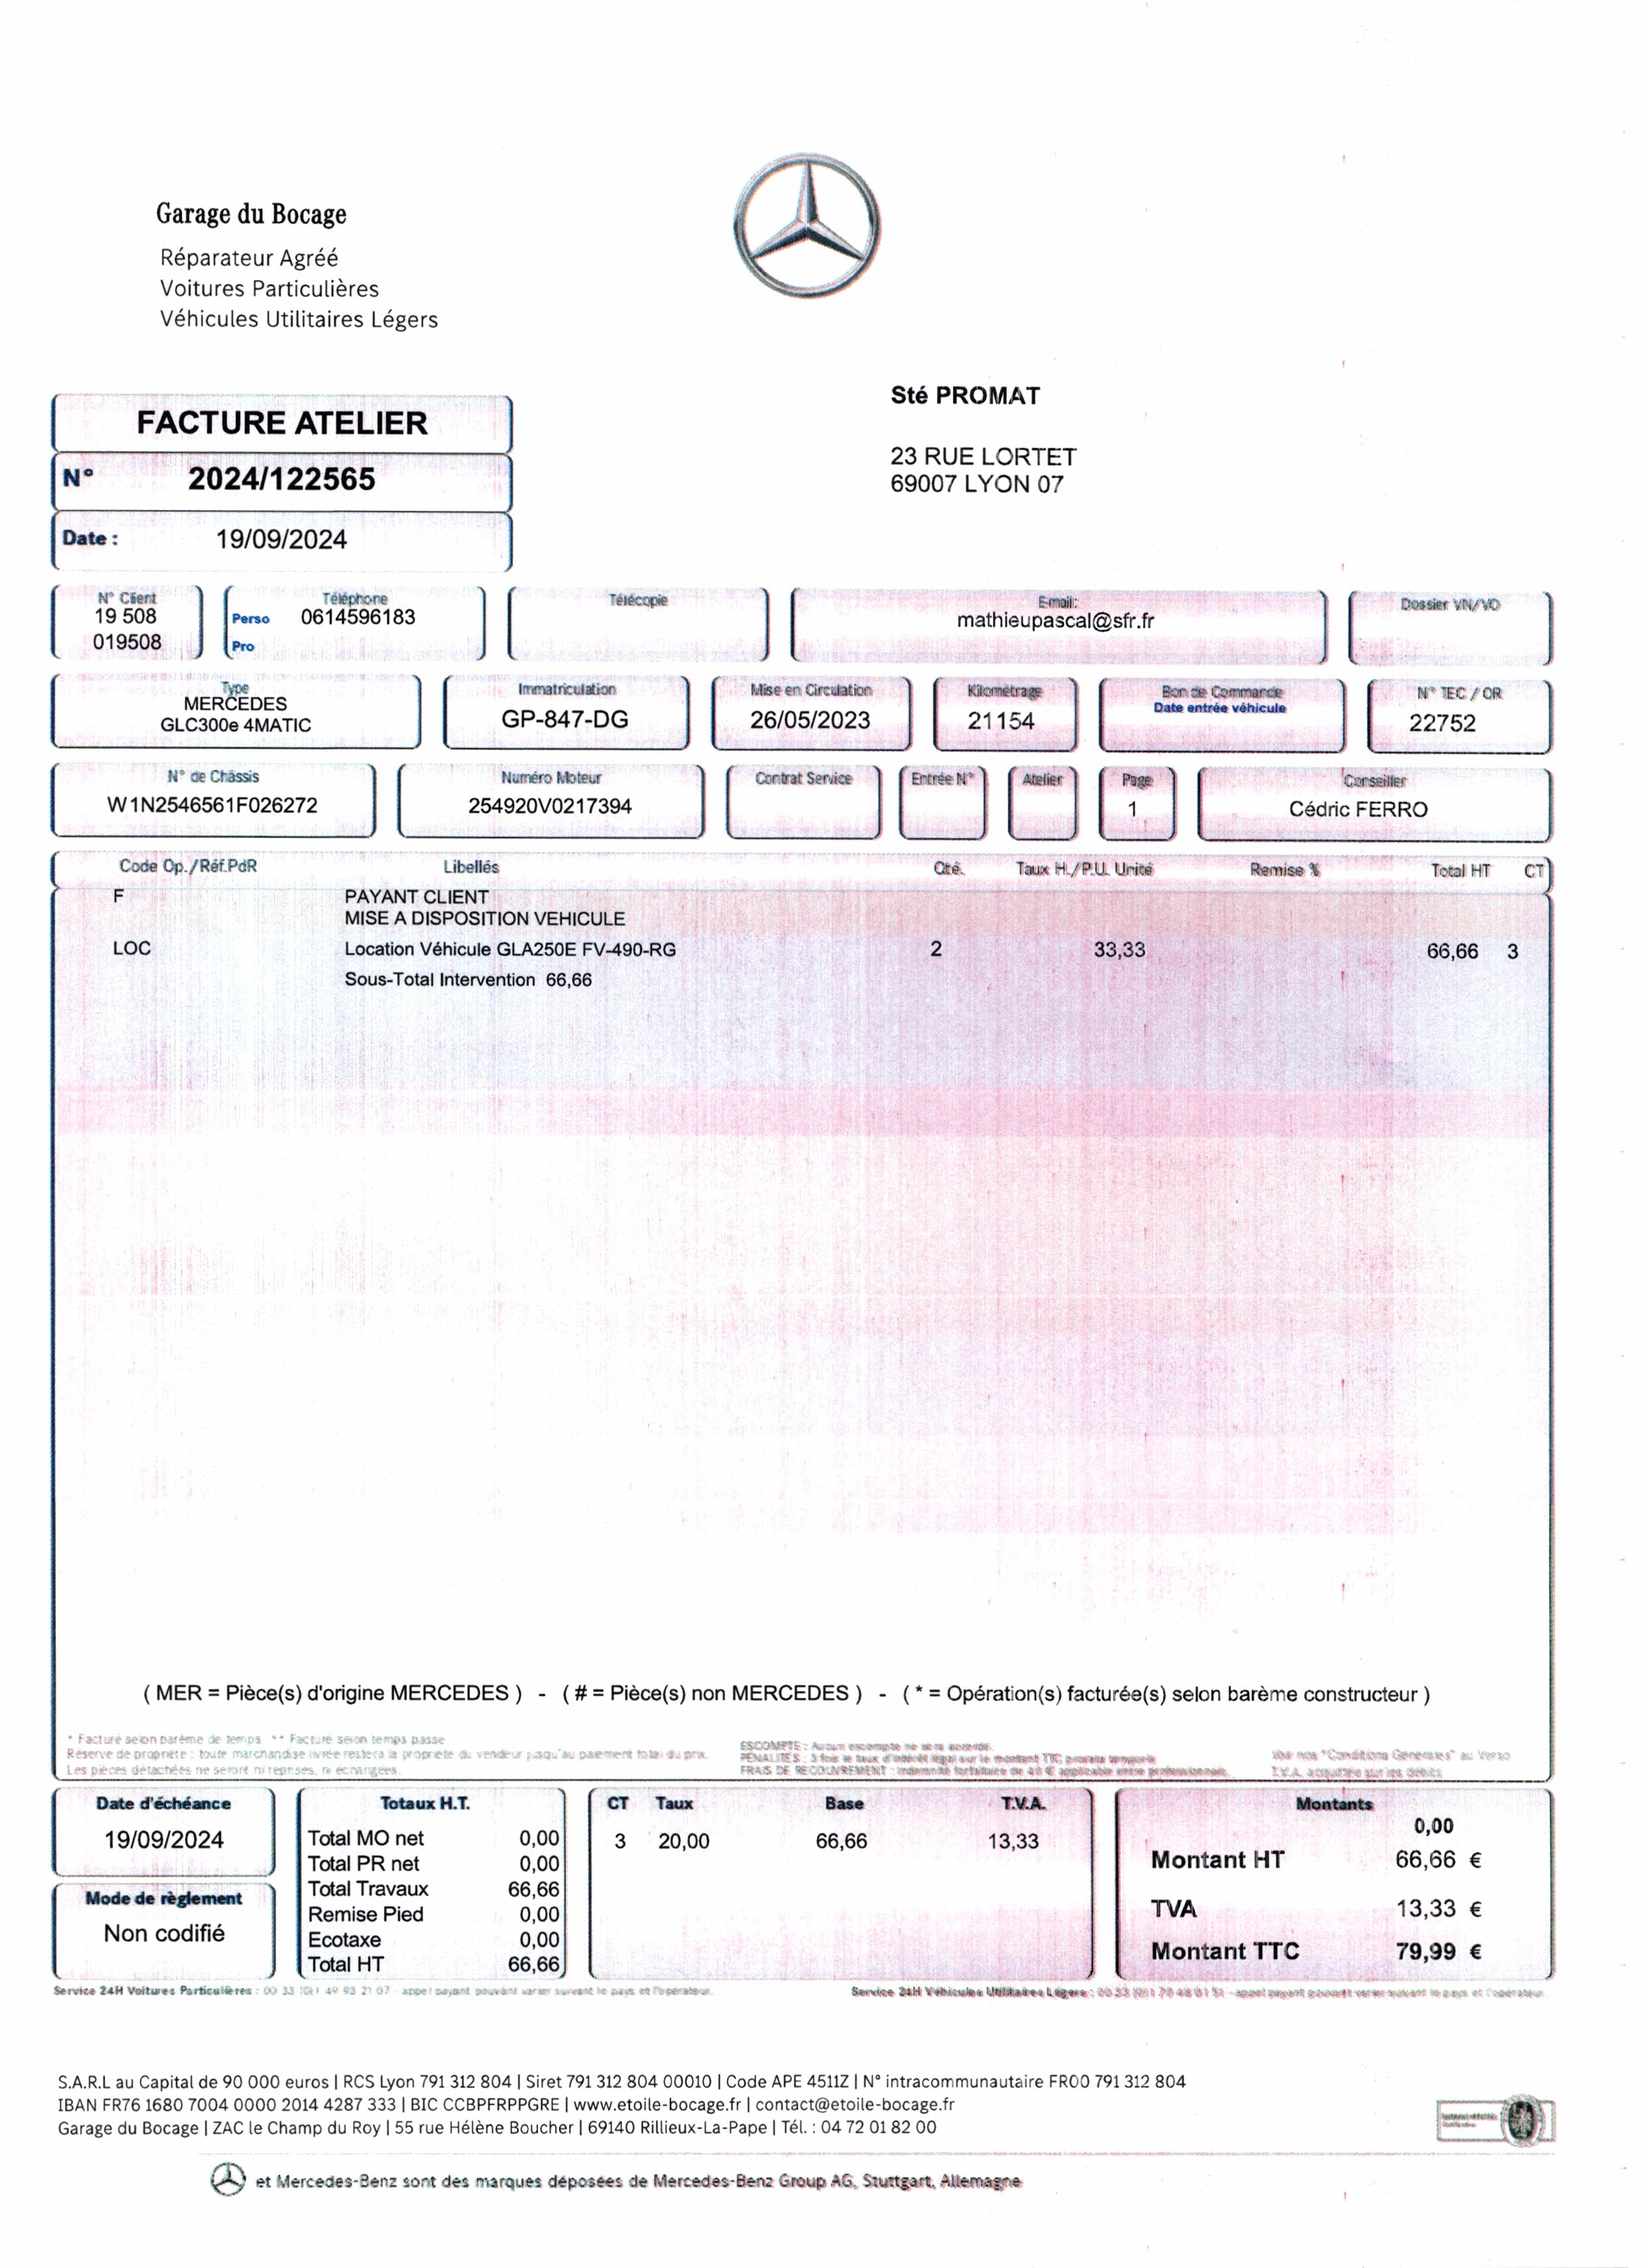 Garage du Bocage
Réparateur Agréé
Voitures Particulières
Véhicules Utilitaires Légers
Sté PROMAT
23 RUE LORTET
69007 LYON 07
FACTURE ATELIER
N° 2024/122565
Date : 19/09/2024
N° Client Téléphone Télécopie E-mail: Dossier VN/VO
19 508 Perso 0614596183 mathieupascal@sfr.fr
019508 Pro
Type Immatriculation Mise en Circulation Kilométrage Bon de Commande N° TEC / OR
MERCEDES GP-847-DG 26/05/2023 21154 Date entrée véhicule 22752
GLC300e 4MATIC
N° de Châssis Numéro Moteur Contrat Service Entrée N° Atelier Page Conseiller
W1N2546561F026272 254920V0217394 1 Cédric FERRO
Code Op./Réf.PdR Libellés Qté. Taux H./P.U. Unité Remise % Total HT CT
F PAYANT CLIENT
MISE A DISPOSITION VEHICULE
LOC Location Véhicule GLA250E FV-490-RG 2 33,33 66,66 3
Sous-Total Intervention 66,66
( MER = Pièce(s) d'origine MERCEDES ) - ( # = Pièce(s) non MERCEDES ) - ( * = Opération(s) facturée(s) selon barème constructeur )
* Facturé selon barème de temps ** Facturé selon temps passé
Réserve de propriété : toute marchandise livrée restera la propriété du vendeur jusqu'au paiement total du prix.
Les pièces détachées ne seront ni reprises, ni échangées.
ESCOMPTE : Aucun escompte ne sera accordé.
PENALITES : 3 fois le taux d'intérêt légal sur le montant TTC prorata temporis
FRAIS DE RECOUVREMENT : Indemnité forfaitaire de 40 € applicable entre professionnels.
Voir nos "Conditions Générales" au Verso
T.V.A. acquittée sur les débits
Date d'échéance
19/09/2024
Mode de règlement
Non codifié
Totaux H.T.
Total MO net 0,00
Total PR net 0,00
Total Travaux 66,66
Remise Pied 0,00
Ecotaxe 0,00
Total HT 66,66
CT Taux Base T.V.A.
3 20,00 66,66 13,33
Montants
0,00
Montant HT 66,66 €
TVA 13,33 €
Montant TTC 79,99 €
Service 24H Voitures Particulières : 00 33 (0)1 49 93 21 07 - appel payant pouvant varier suivant le pays et l'opérateur.
Service 24H Véhicules Utilitaires Légers : - appel payant pouvant varier suivant le pays et l'opérateur
S.A.R.L au Capital de 90 000 euros | RCS Lyon 791 312 804 | Siret 791 312 804 00010 | Code APE 4511Z | N° intracommunautaire FR00 791 312 804
IBAN FR76 1680 7004 0000 2014 4287 333 | BIC CCBPFRPPGRE | www.etoile-bocage.fr | contact@etoile-bocage.fr
Garage du Bocage | ZAC le Champ du Roy | 55 rue Hélène Boucher | 69140 Rillieux-La-Pape | Tél. : 04 72 01 82 00
et Mercedes-Benz sont des marques déposées de Mercedes-Benz Group AG, Stuttgart, Allemagne